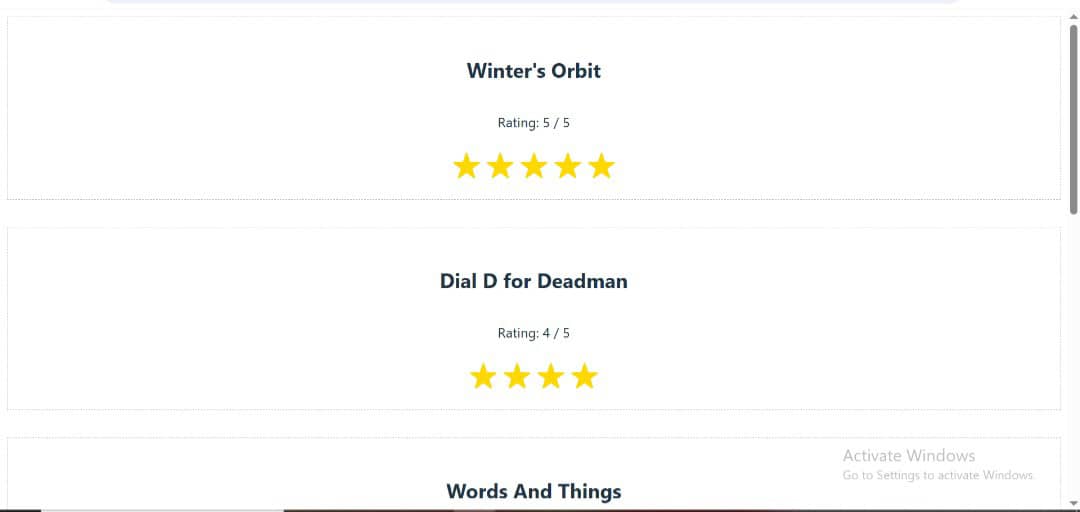 Winter's Orbit
Rating: 5 / 5
Dial D for Deadman
Rating: 4 / 5
Words And Things
Activate Windows
Go to Settings to activate Windows.